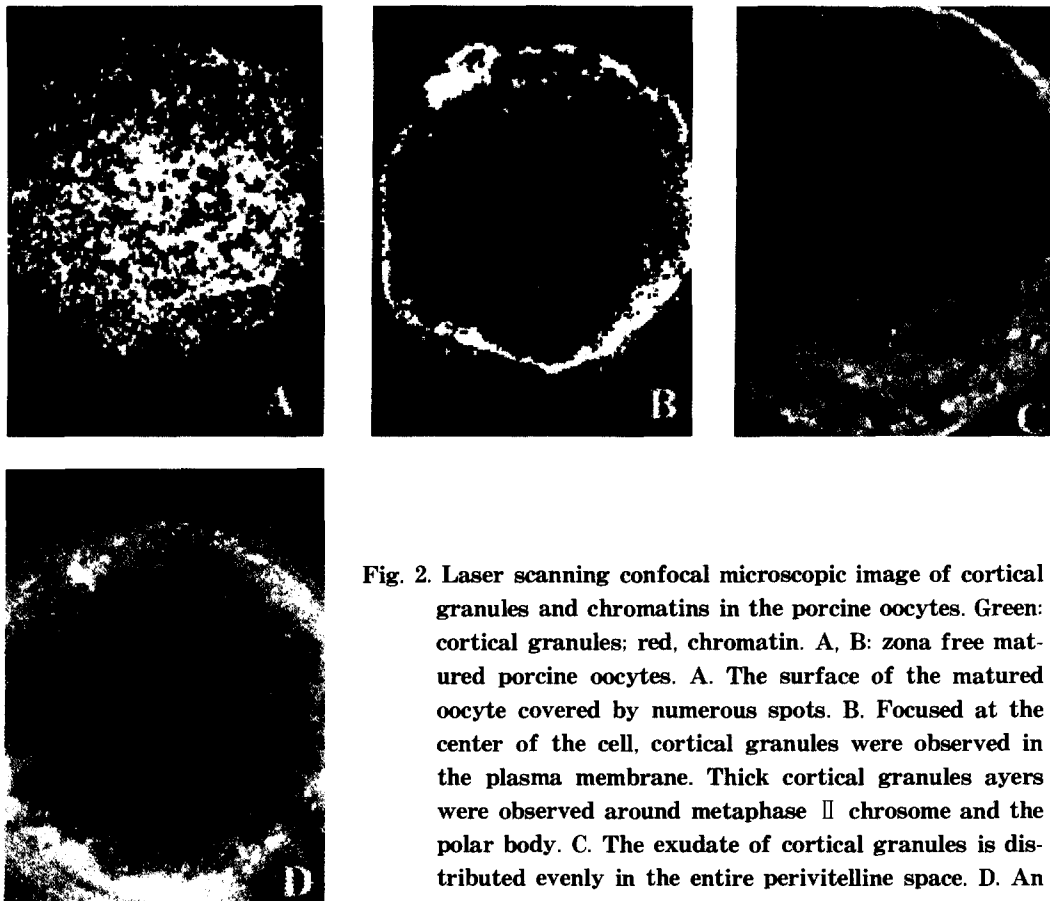 A
B
C
D
Fig. 2. Laser scanning confocal microscopic image of cortical
granules and chromatins in the porcine oocytes. Green:
cortical granules; red, chromatin. A, B: zona free mat-
ured porcine oocytes. A. The surface of the matured
oocyte covered by numerous spots. B. Focused at the
center of the cell, cortical granules were observed in
the plasma membrane. Thick cortical granules ayers
were observed around metaphase Ⅱ chrosome and the
polar body. C. The exudate of cortical granules is dis-
tributed evenly in the entire perivitelline space. D. An